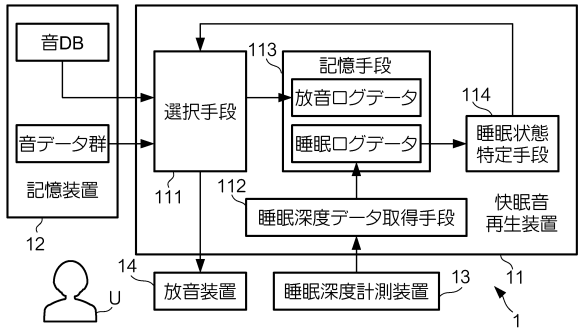 音DB
音データ群
記憶装置
12
選択手段
111
113
記憶手段
放音ログデータ
睡眠ログデータ
114
睡眠状態
特定手段
112
睡眠深度データ取得手段
快眠音
再生装置
11
14
放音装置
睡眠深度計測装置
13
U
1